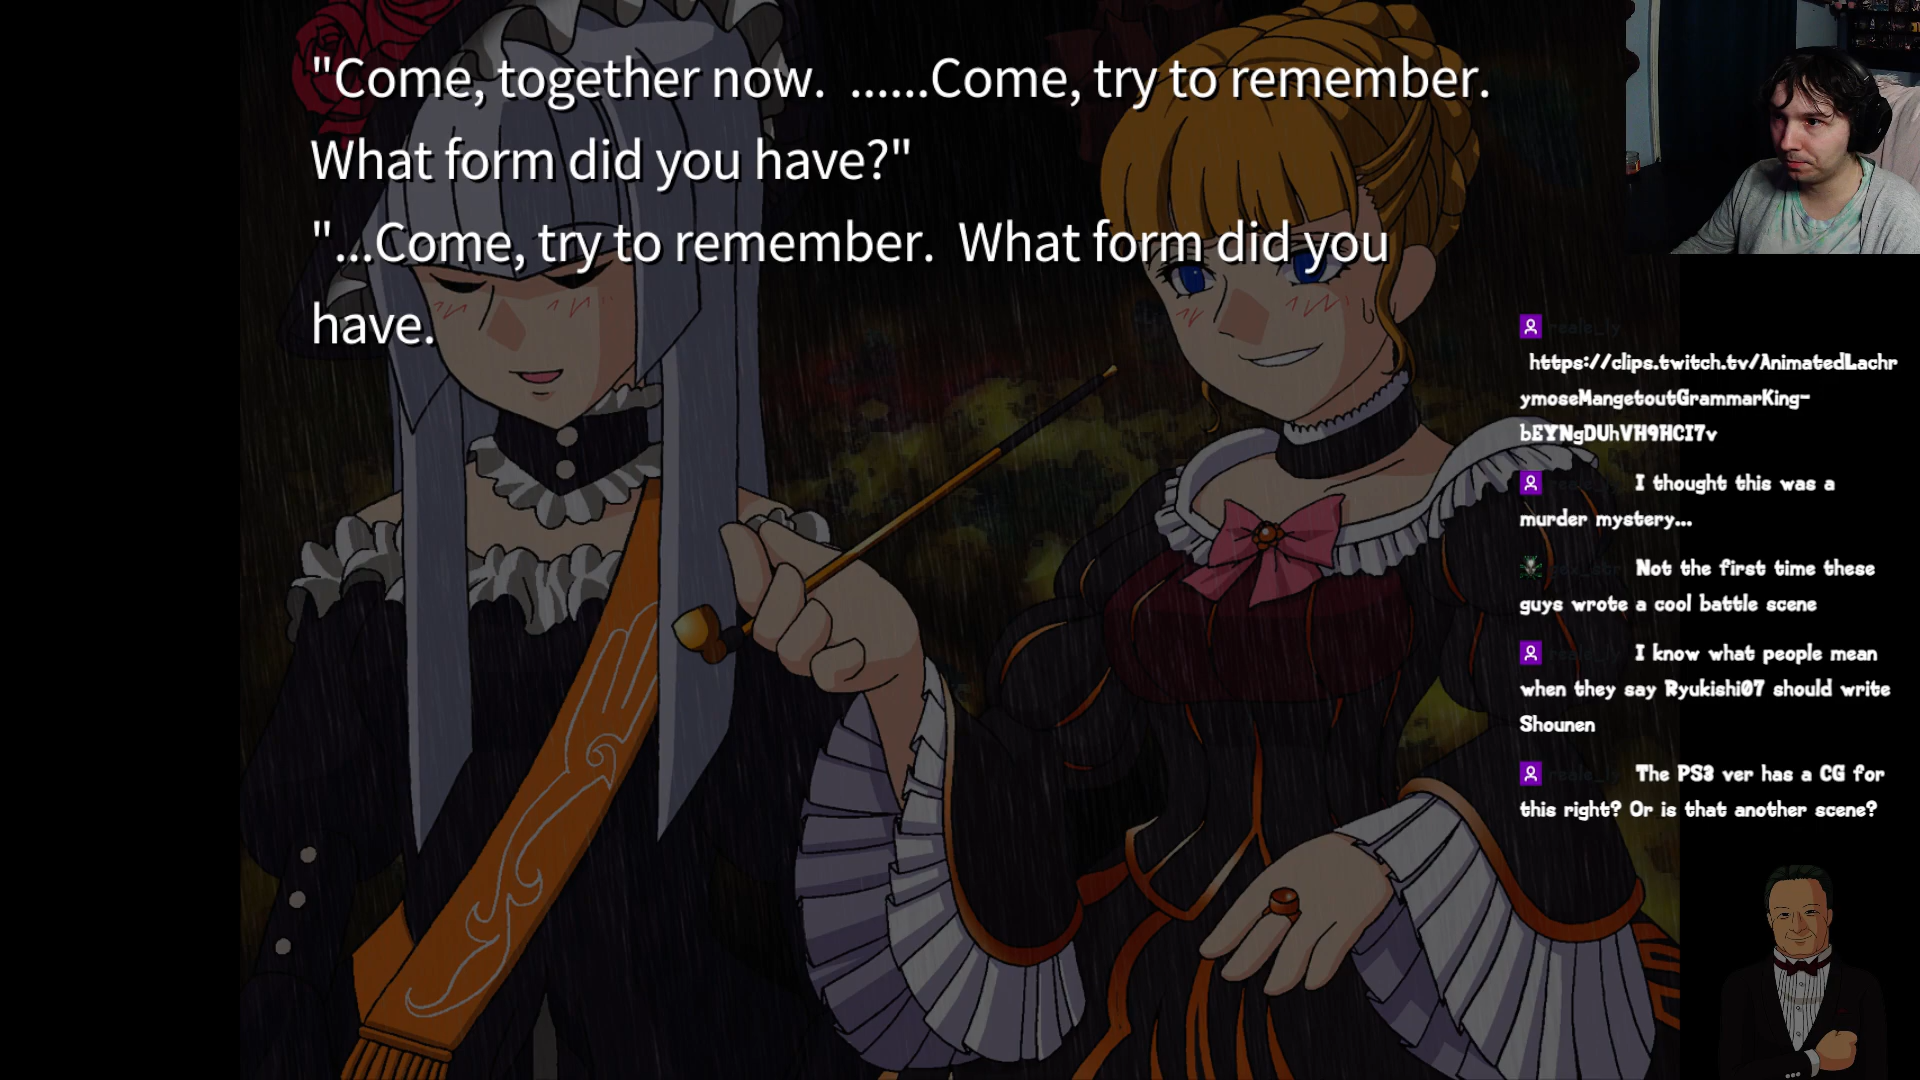 "Come, together now.  ......Come, try to remember.
What form did you have?"
"...Come, try to remember.  What form did you
have.
reale_ly
https://clips.twitch.tv/AnimatedLachr
ymoseMangetoutGrammarKing-
bEYNgDUhVH9HCI7v
I thought this was a
murder mystery...
Not the first time these
guys wrote a cool battle scene
reale_ly I know what people mean
when they say Ryukishi07 should write
Shounen
reale_ly The PS3 ver has a CG for
this right? Or is that another scene?